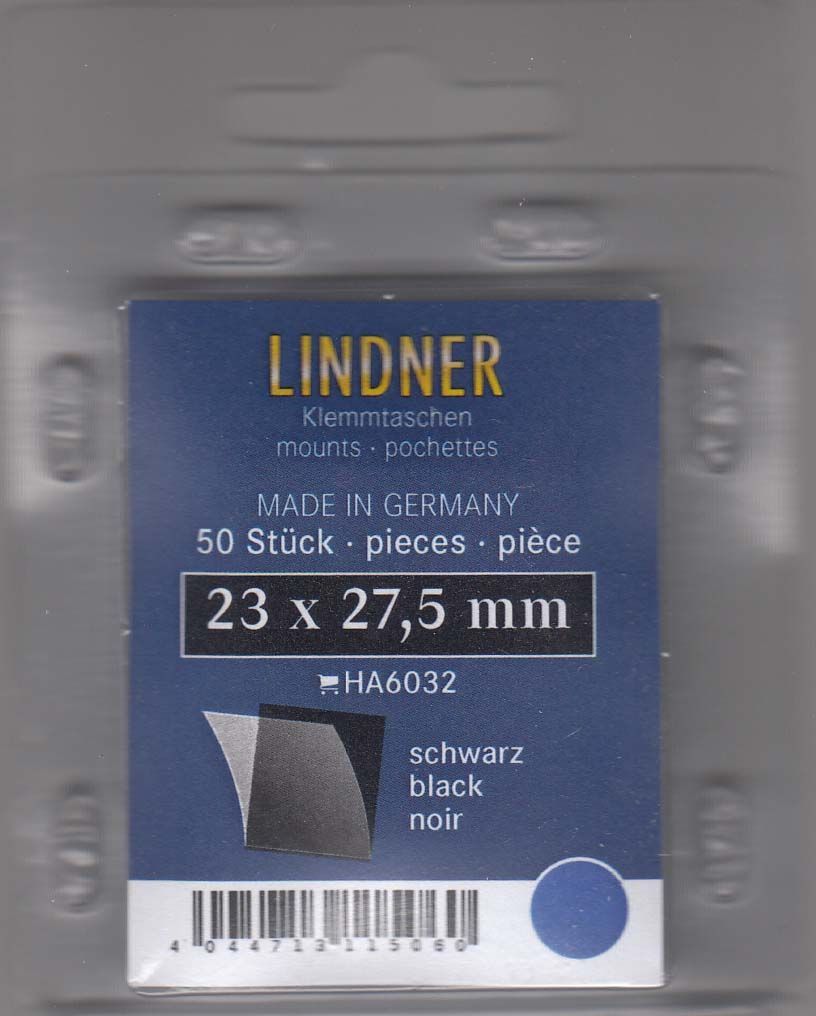 LINDNER
Klemmtaschen
mounts · pochettes
MADE IN GERMANY
50 Stück · pieces · pièce
23 x 27,5 mm
HA6032
schwarz
black
noir
4 044713 115060